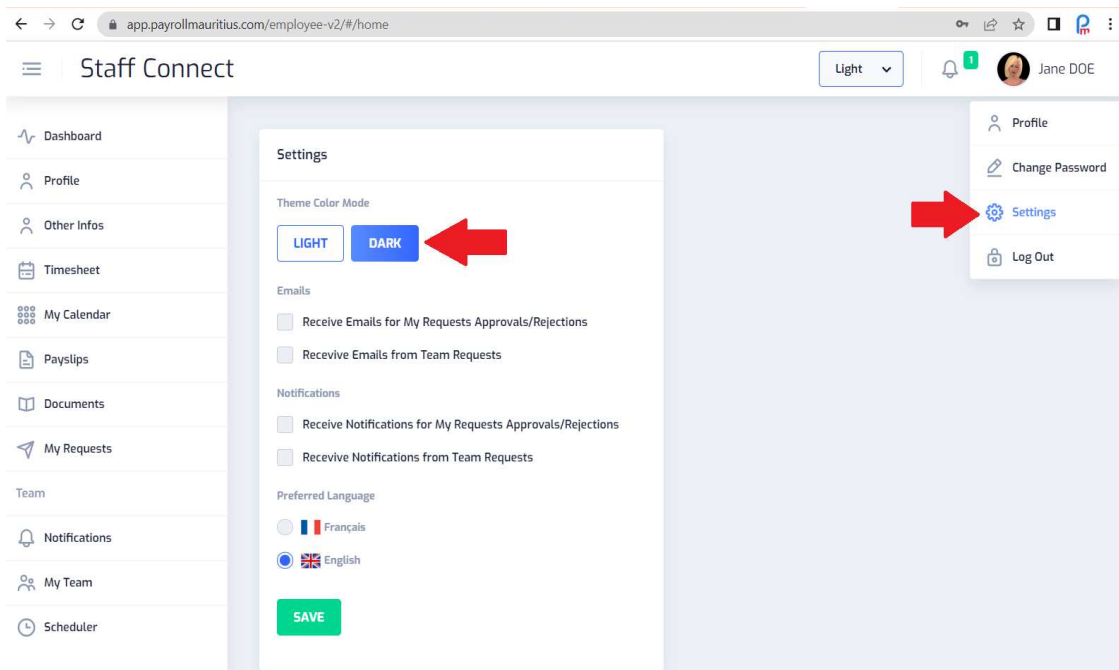 app.payrollmauritius.com/employee-v2/#/home
Staff Connect
Light
1
Jane DOE
Profile
Change Password
Settings
Log Out
Dashboard
Profile
Other Infos
Timesheet
My Calendar
Payslips
Documents
My Requests
Team
Notifications
My Team
Scheduler
Settings
Theme Color Mode
LIGHT DARK
Emails
Receive Emails for My Requests Approvals/Rejections
Recevive Emails from Team Requests
Notifications
Receive Notifications for My Requests Approvals/Rejections
Recevive Notifications from Team Requests
Preferred Language
Français
English
SAVE